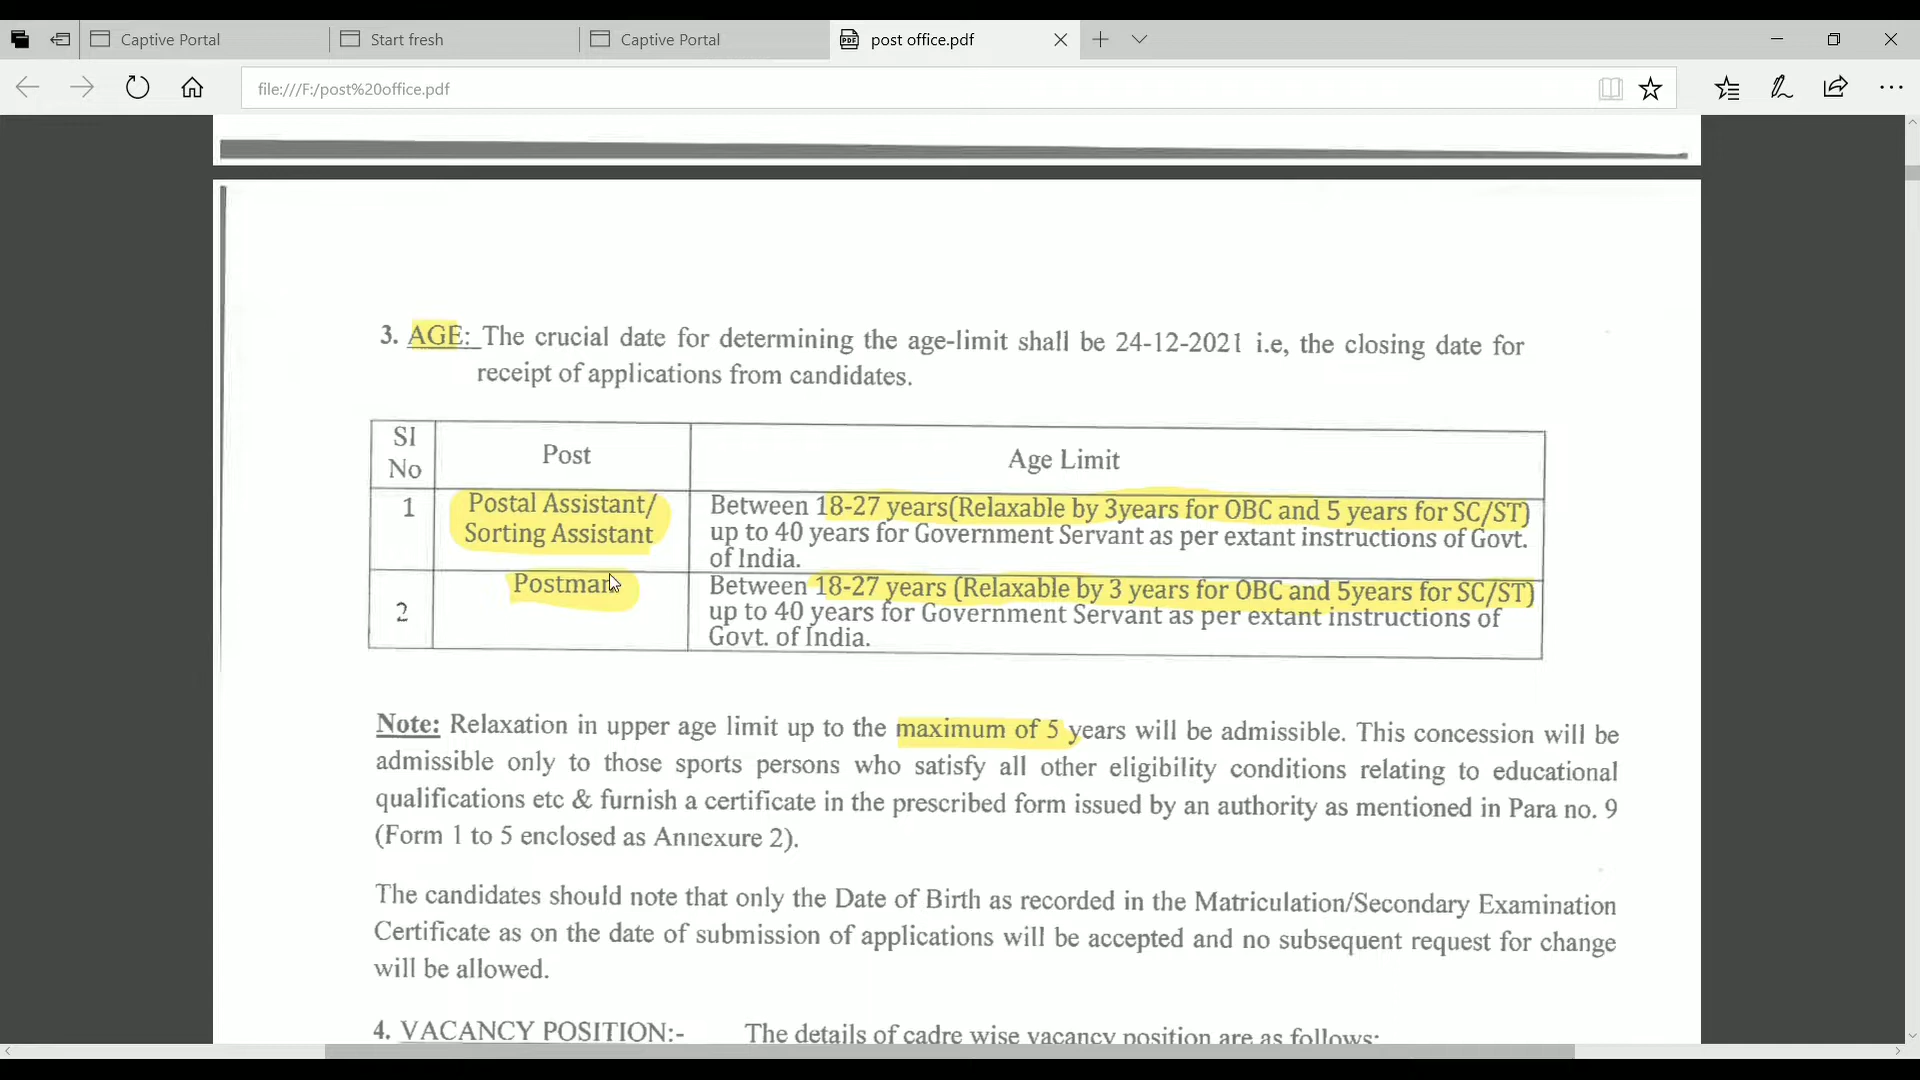 Captive Portal
Start fresh
Captive Portal
post office.pdf
file:///F:/post%20office.pdf
3. AGE: The crucial date for determining the age-limit shall be 24-12-2021 i.e, the closing date for
receipt of applications from candidates.
SI No
Post
Age Limit
1
Postal Assistant/
Sorting Assistant
Between 18-27 years(Relaxable by 3years for OBC and 5 years for SC/ST)
up to 40 years for Government Servant as per extant instructions of Govt.
of India.
2
Postman
Between 18-27 years (Relaxable by 3 years for OBC and 5years for SC/ST)
up to 40 years for Government Servant as per extant instructions of
Govt. of India.
Note: Relaxation in upper age limit up to the maximum of 5 years will be admissible. This concession will be
admissible only to those sports persons who satisfy all other eligibility conditions relating to educational
qualifications etc & furnish a certificate in the prescribed form issued by an authority as mentioned in Para no. 9
(Form 1 to 5 enclosed as Annexure 2).
The candidates should note that only the Date of Birth as recorded in the Matriculation/Secondary Examination
Certificate as on the date of submission of applications will be accepted and no subsequent request for change
will be allowed.
4. VACANCY POSITION:- The details of cadre wise vacancy position are as follows: